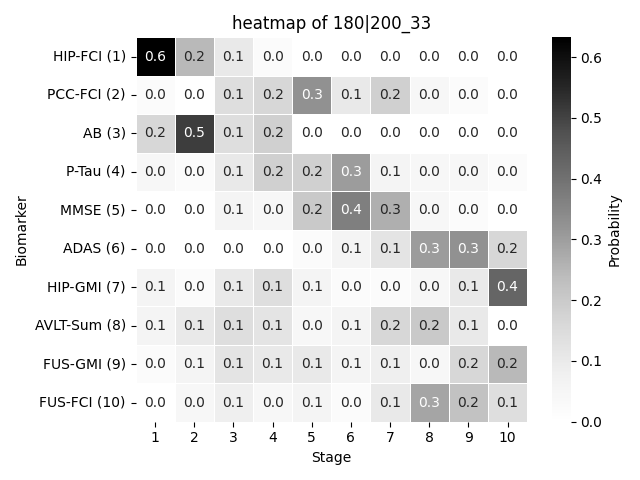 heatmap of 180|200_33
HIP-FCI (1) 0.6 0.2 0.1 0.0 0.0 0.0 0.0 0.0 0.0 0.0
PCC-FCI (2) 0.0 0.0 0.1 0.2 0.3 0.1 0.2 0.0 0.0 0.0
AB (3) 0.2 0.5 0.1 0.2 0.0 0.0 0.0 0.0 0.0 0.0
P-Tau (4) 0.0 0.0 0.1 0.2 0.2 0.3 0.1 0.0 0.0 0.0
MMSE (5) 0.0 0.0 0.1 0.0 0.2 0.4 0.3 0.0 0.0 0.0
ADAS (6) 0.0 0.0 0.0 0.0 0.0 0.1 0.1 0.3 0.3 0.2
HIP-GMI (7) 0.1 0.0 0.1 0.1 0.1 0.0 0.0 0.0 0.1 0.4
AVLT-Sum (8) 0.1 0.1 0.1 0.1 0.0 0.1 0.2 0.2 0.1 0.0
FUS-GMI (9) 0.0 0.1 0.1 0.1 0.1 0.1 0.1 0.0 0.2 0.2
FUS-FCI (10) 0.0 0.0 0.1 0.0 0.1 0.0 0.1 0.3 0.2 0.1
1 2 3 4 5 6 7 8 9 10
Stage
Biomarker
0.6
0.5
0.4
0.3
0.2
0.1
0.0
Probability